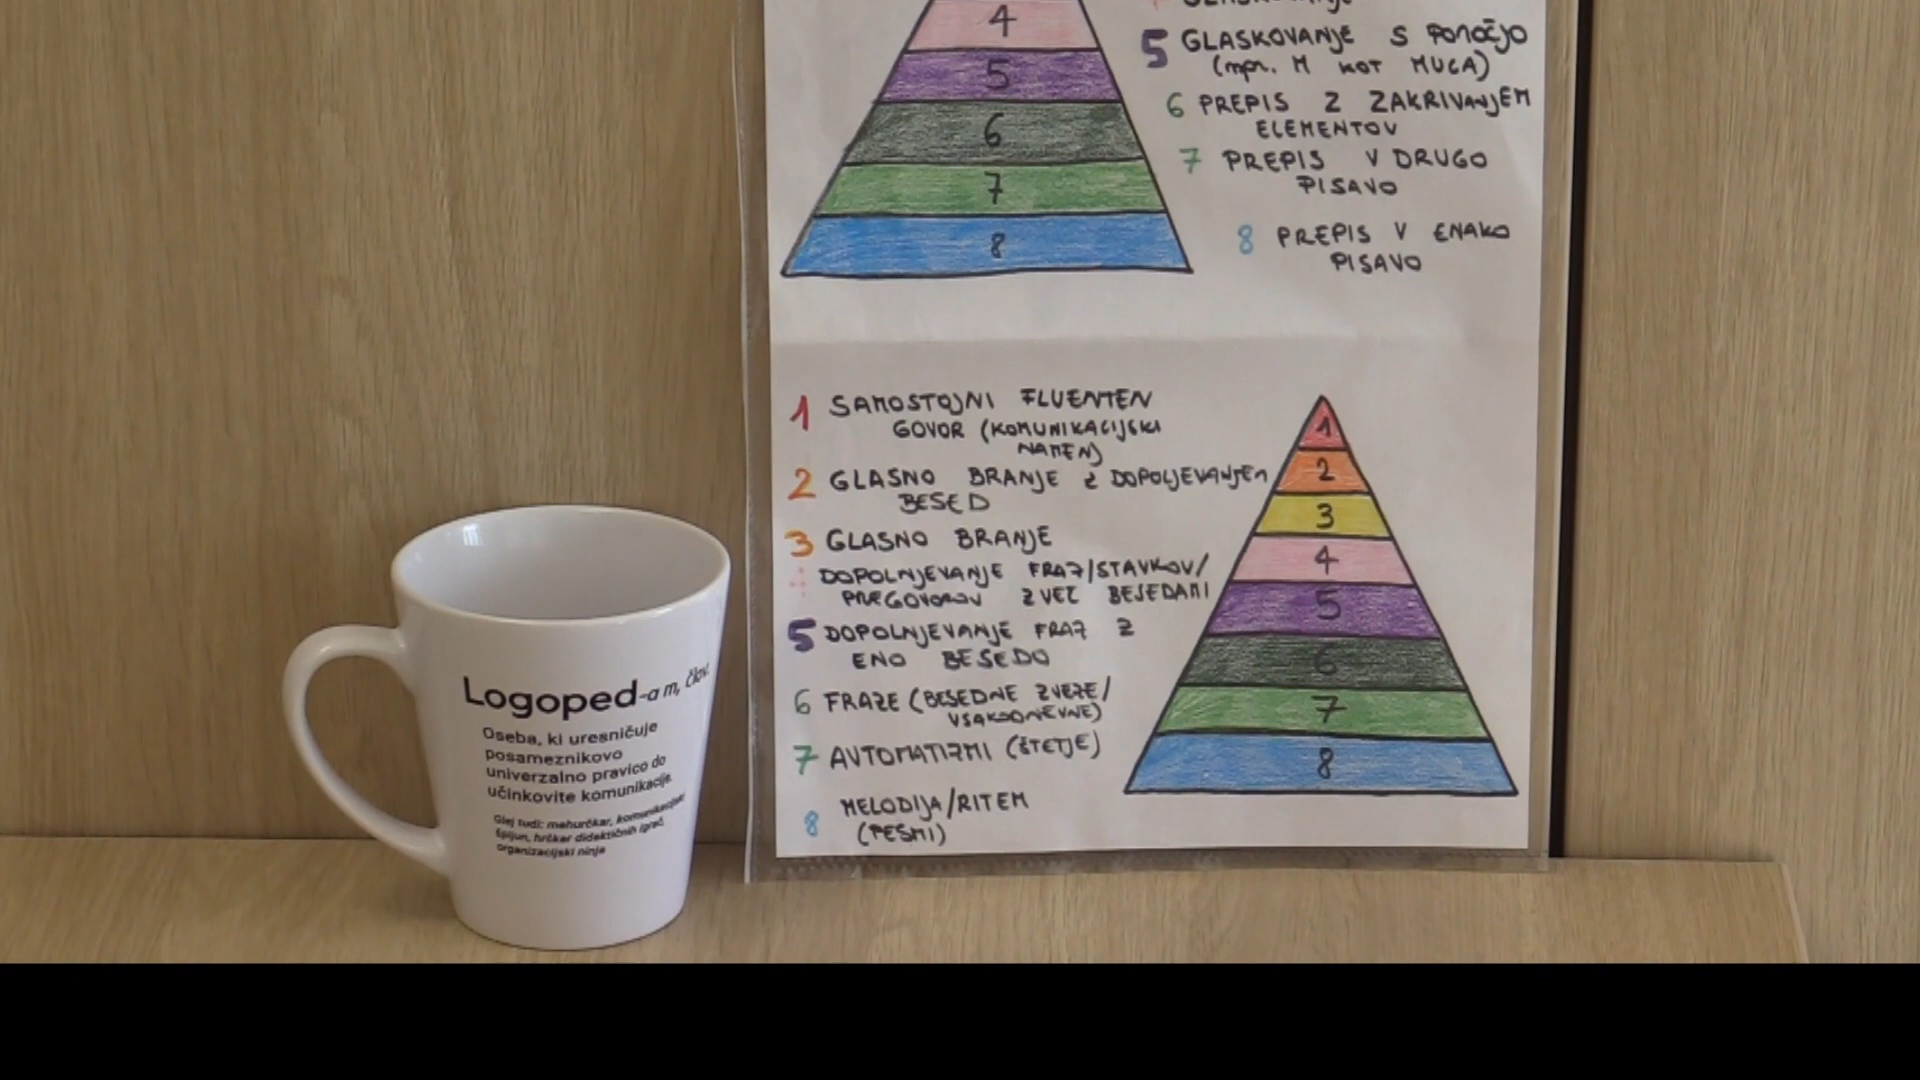 4
5
6
7
8
5 GLASKOVANJE S POMOČJO
(npr. M KOT MUCA)
6 PREPIS Z ZAKRIVANJEM
ELEMENTOV
7 PREPIS V DRUGO
PISAVO
8 PREPIS V ENAKO
PISAVO
1 SAMOSTOJNI FLUENTEN
GOVOR (KOMUNIKACIJSKI
NAMEN)
2 GLASNO BRANJE Z DOPOLJEVANJEM
BESED
3 GLASNO BRANJE
4 DOPOLNJEVANJE FRAZ/STAVKOV/
PREGOVOROV Z VEČ BESEDAMI
5 DOPOLNJEVANJE FRAZ Z
ENO BESEDO
6 FRAZE (BESEDNE ZVEZE/
VSAKODNEVNE)
7 AVTOMATIZMI (ŠTETJE)
8 MELODIJA/RITEM
(PESMI)
1
2
3
4
5
6
7
8
Logoped -a m, člov.
Oseba, ki uresničuje
posameznikovo
univerzalno pravico do
učinkovite komunikacije.
Glej tudi: mehurčkar, komunikacijski
špijun, hrčkar didaktičnih igrač,
organizacijski ninja